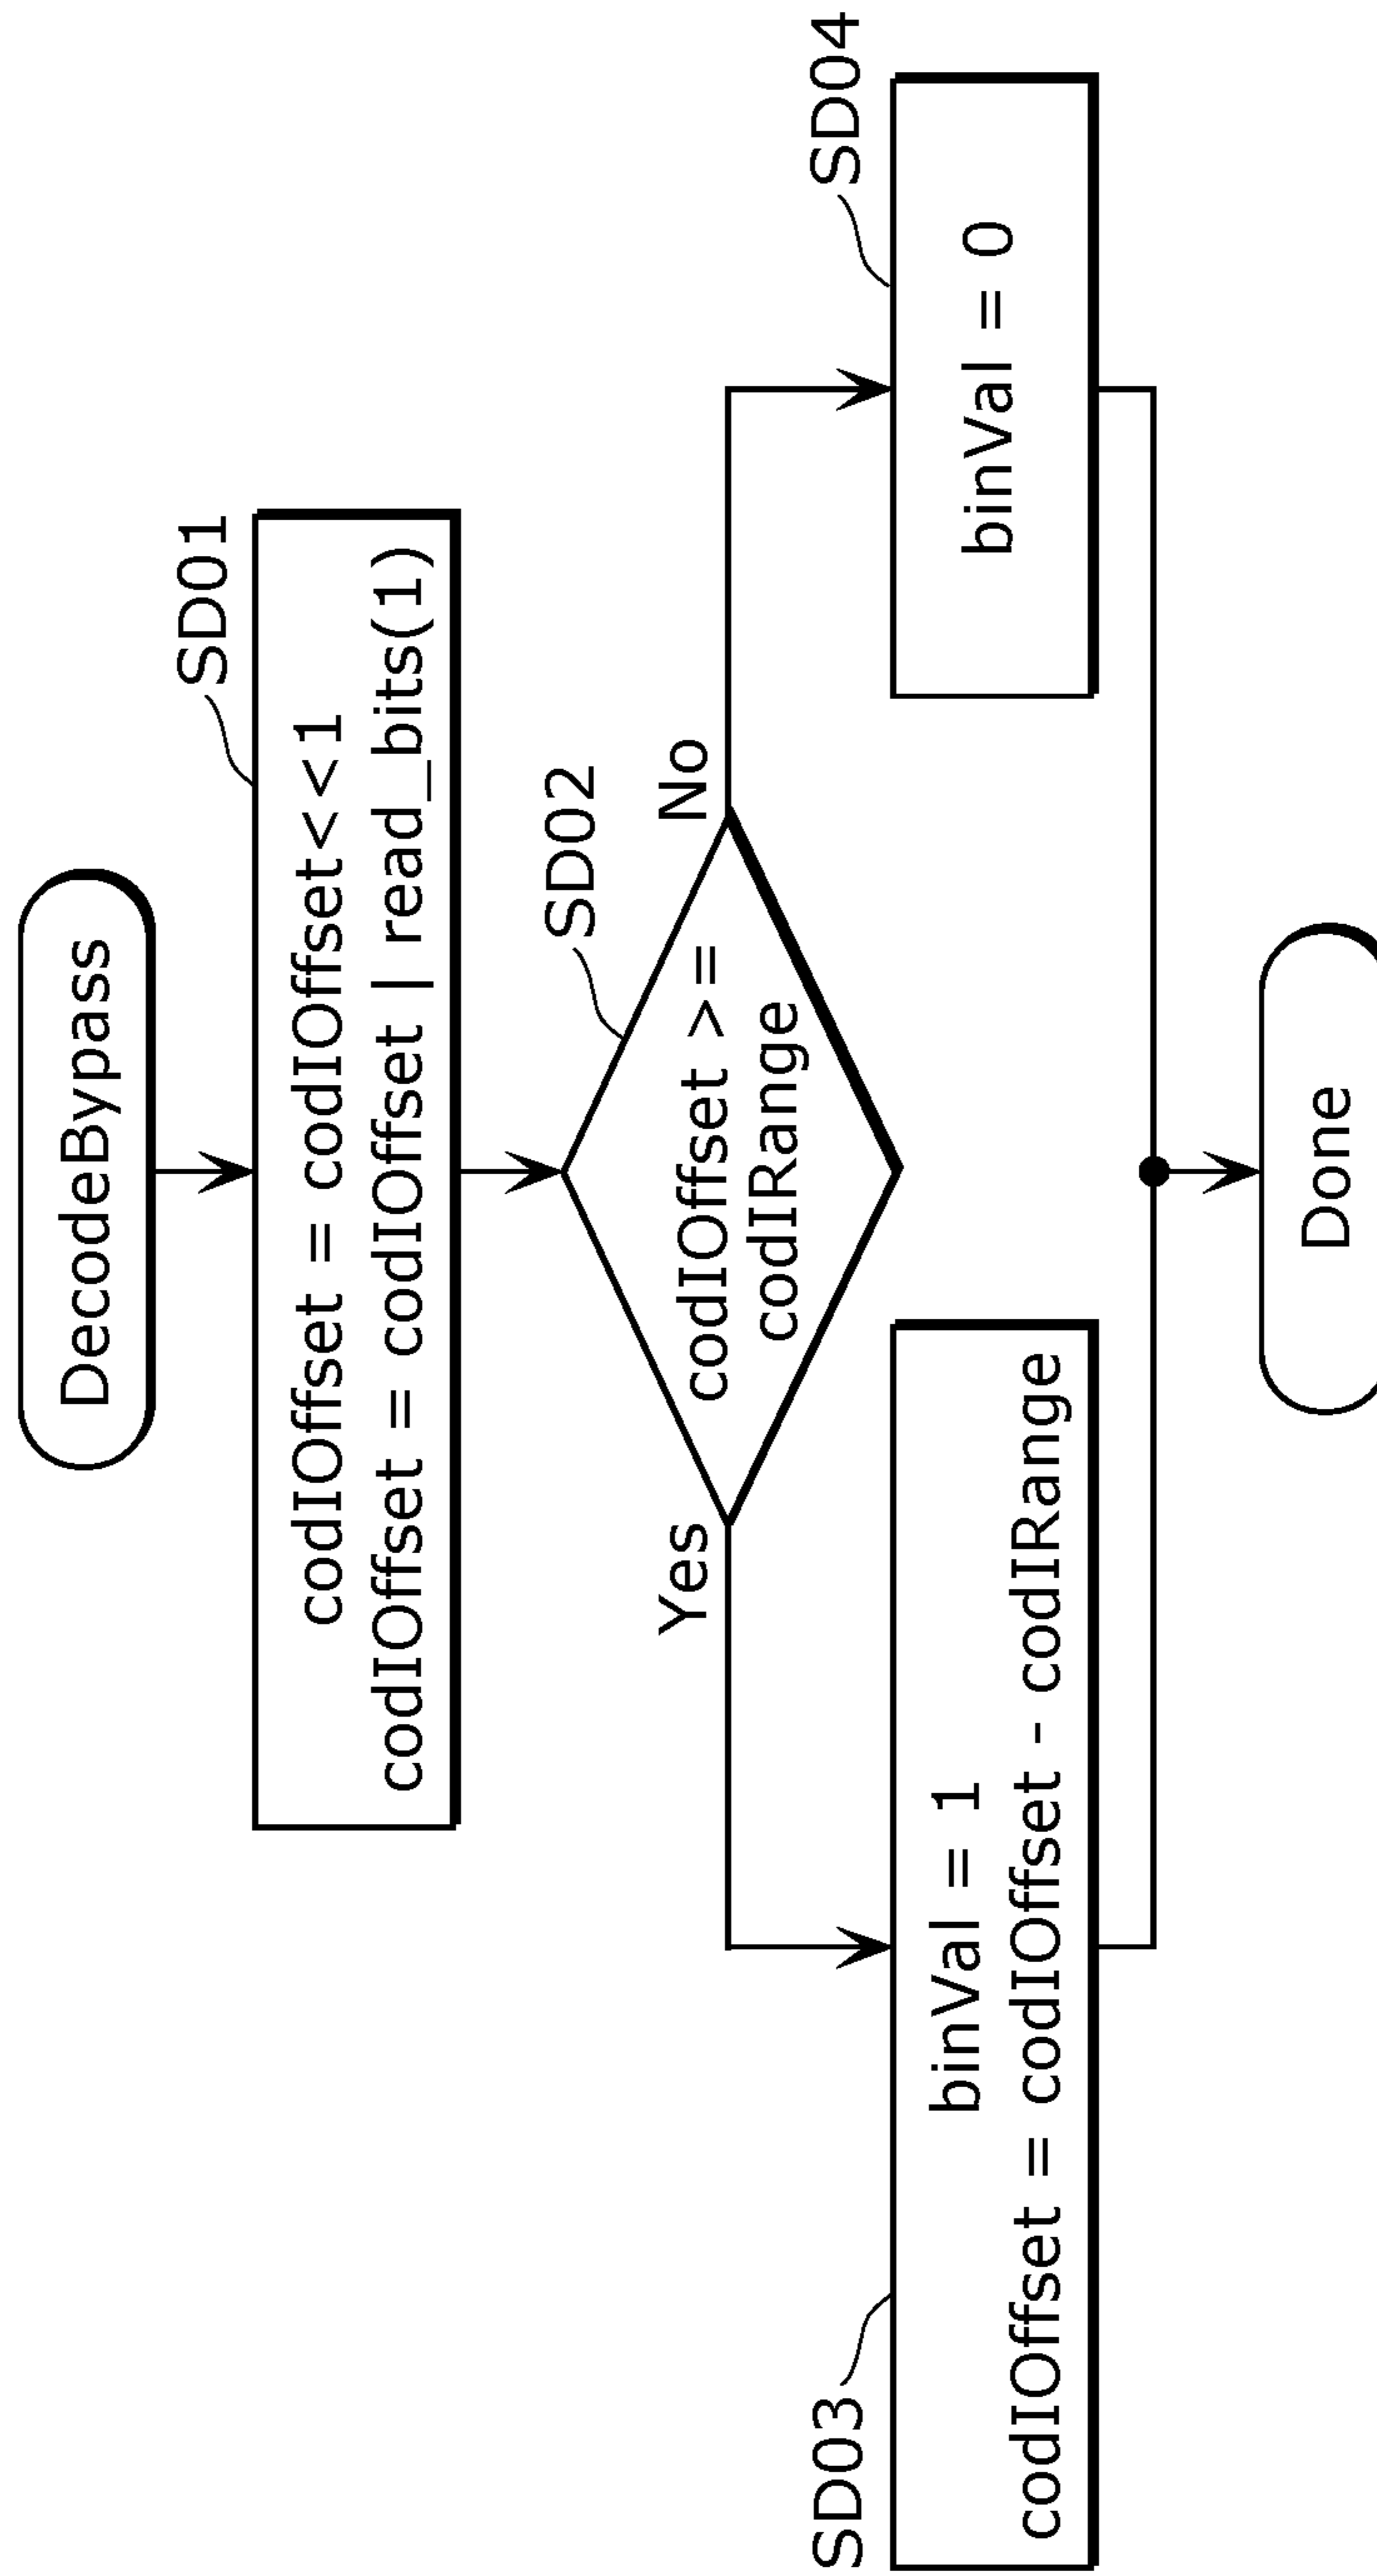 DecodeBypass
SD01
codIOffset = codIOffset<<1
codIOffset = codIOffset | read_bits(1)
SD02
codIOffset >=
codIRange
Yes
No
SD03
binVal = 1
codIOffset = codIOffset - codIRange
SD04
binVal = 0
Done